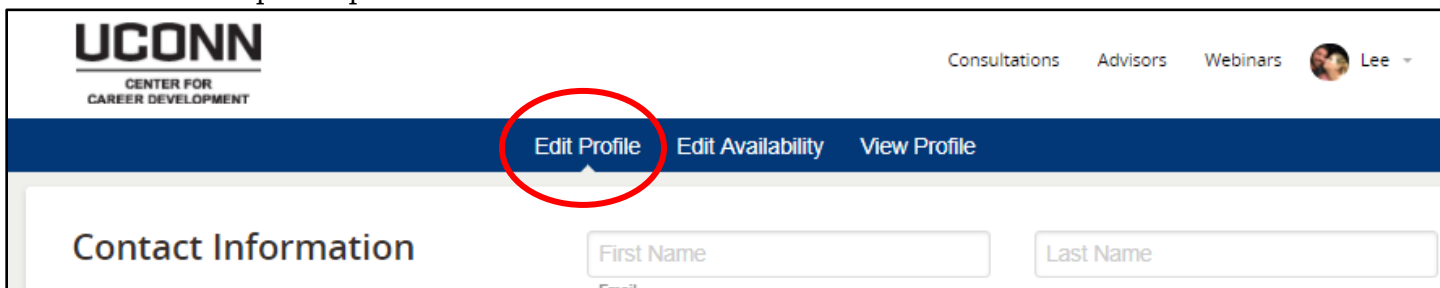 UCONN
CENTER FOR
CAREER DEVELOPMENT
Consultations Advisors Webinars Lee
Edit Profile Edit Availability View Profile
Contact Information
First Name Last Name
Email